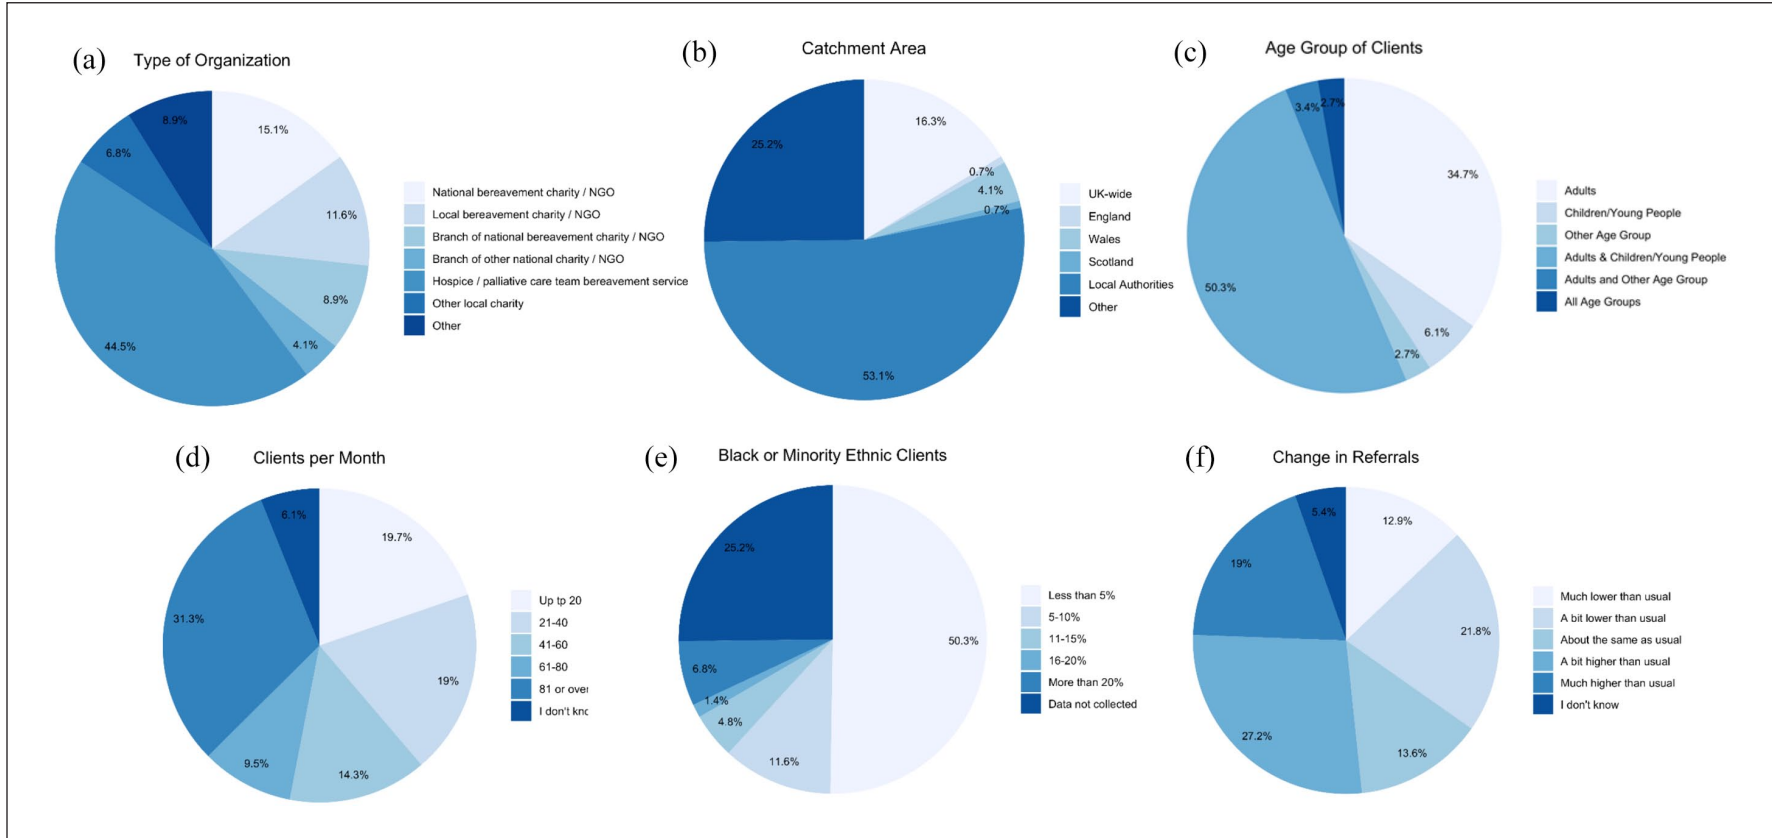 (a)
Type of Organization
15.1%
11.6%
8.9%
4.1%
44.5%
6.8%
8.9%
National bereavement charity / NGO
Local bereavement charity / NGO
Branch of national bereavement charity / NGO
Branch of other national charity / NGO
Hospice / palliative care team bereavement service
Other local charity
Other
(b)
Catchment Area
16.3%
0.7%
4.1%
0.7%
53.1%
25.2%
UK-wide
England
Wales
Scotland
Local Authorities
Other
(c)
Age Group of Clients
34.7%
6.1%
2.7%
50.3%
3.4%
2.7%
Adults
Children/Young People
Other Age Group
Adults & Children/Young People
Adults and Other Age Group
All Age Groups
(d)
Clients per Month
19.7%
19%
14.3%
9.5%
31.3%
6.1%
Up tp 20
21-40
41-60
61-80
81 or over
I don't knc
(e)
Black or Minority Ethnic Clients
50.3%
11.6%
4.8%
1.4%
6.8%
25.2%
Less than 5%
5-10%
11-15%
16-20%
More than 20%
Data not collected
(f)
Change in Referrals
12.9%
21.8%
13.6%
27.2%
19%
5.4%
Much lower than usual
A bit lower than usual
About the same as usual
A bit higher than usual
Much higher than usual
I don't know